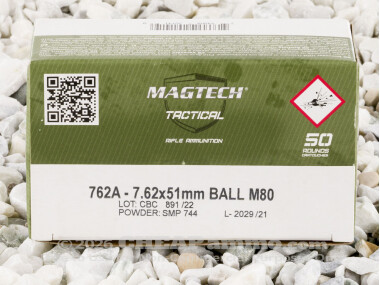 MAGTECH
TACTICAL
RIFLE AMMUNITION
50
ROUNDS
CARTOUCHES
762A - 7.62x51mm BALL M80
LOT: CBC 891 /22
POWDER: SMP 744 L- 2029 /21